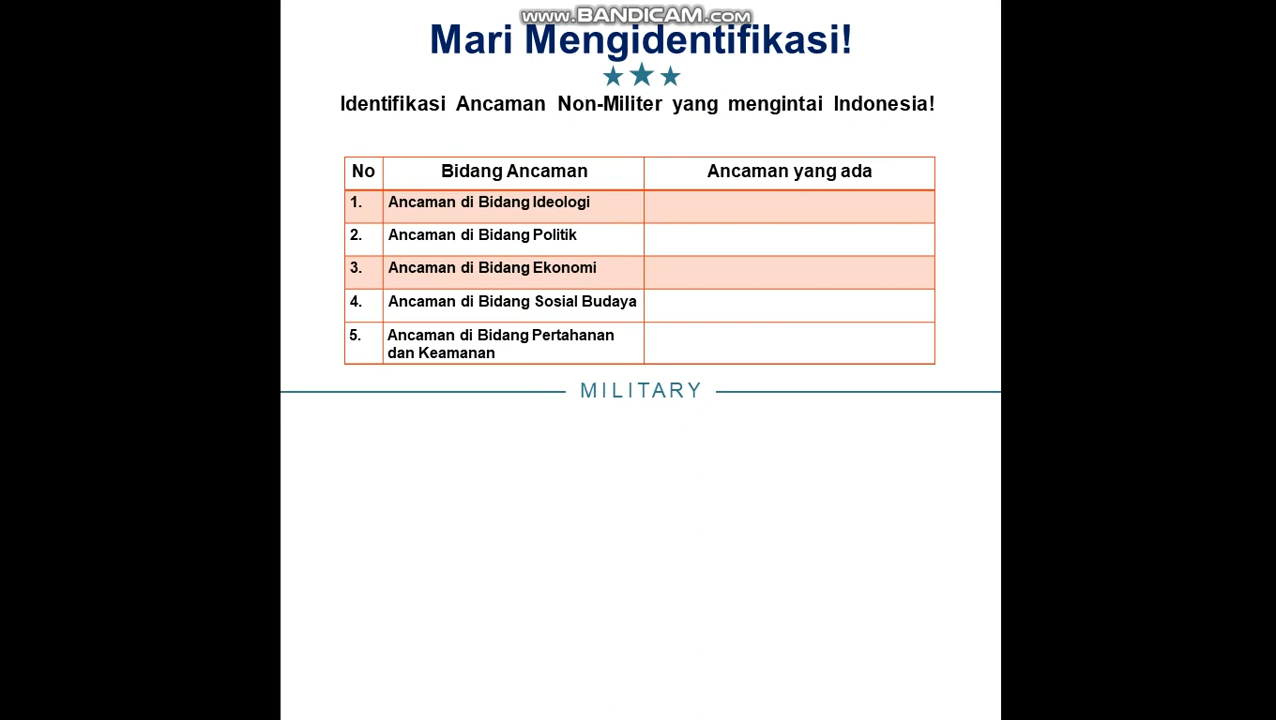 www.BANDICAM.com
Mari Mengidentifikasi!
Identifikasi Ancaman Non-Militer yang mengintai Indonesia!
No Bidang Ancaman Ancaman yang ada
1. Ancaman di Bidang Ideologi
2. Ancaman di Bidang Politik
3. Ancaman di Bidang Ekonomi
4. Ancaman di Bidang Sosial Budaya
5. Ancaman di Bidang Pertahanan
dan Keamanan
MILITARY